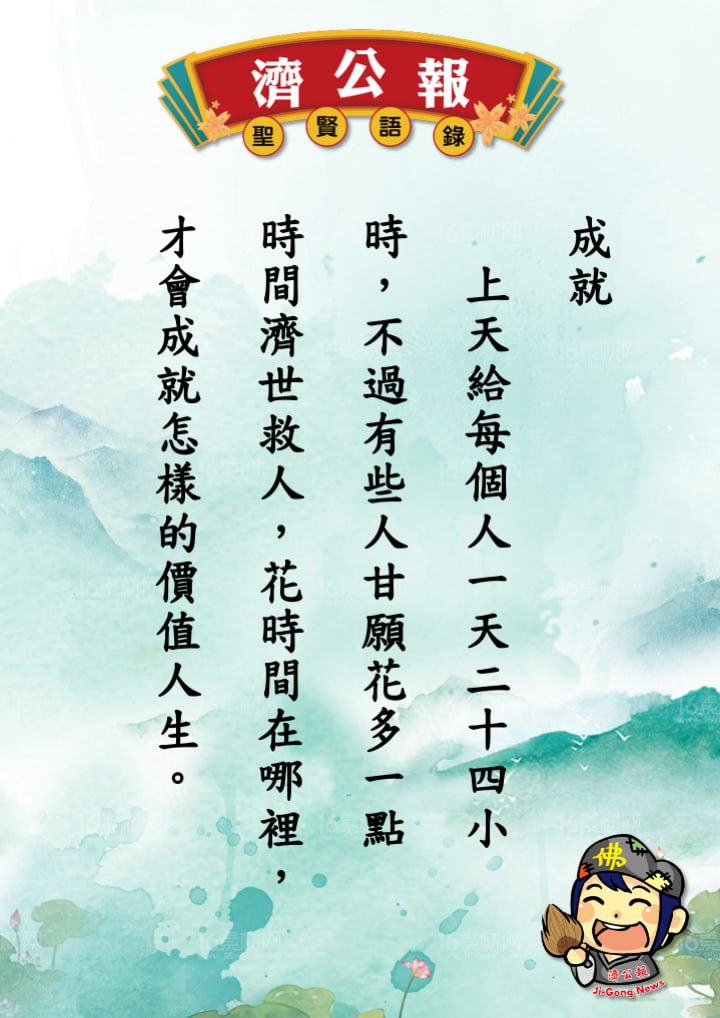 濟公報
聖賢語錄
成就
上天給每個人一天二十四小
時，不過有些人甘願花多一點
時間濟世救人，花時間在哪裡，
才會成就怎樣的價值人生。
佛
濟公報
Ji-Gong News